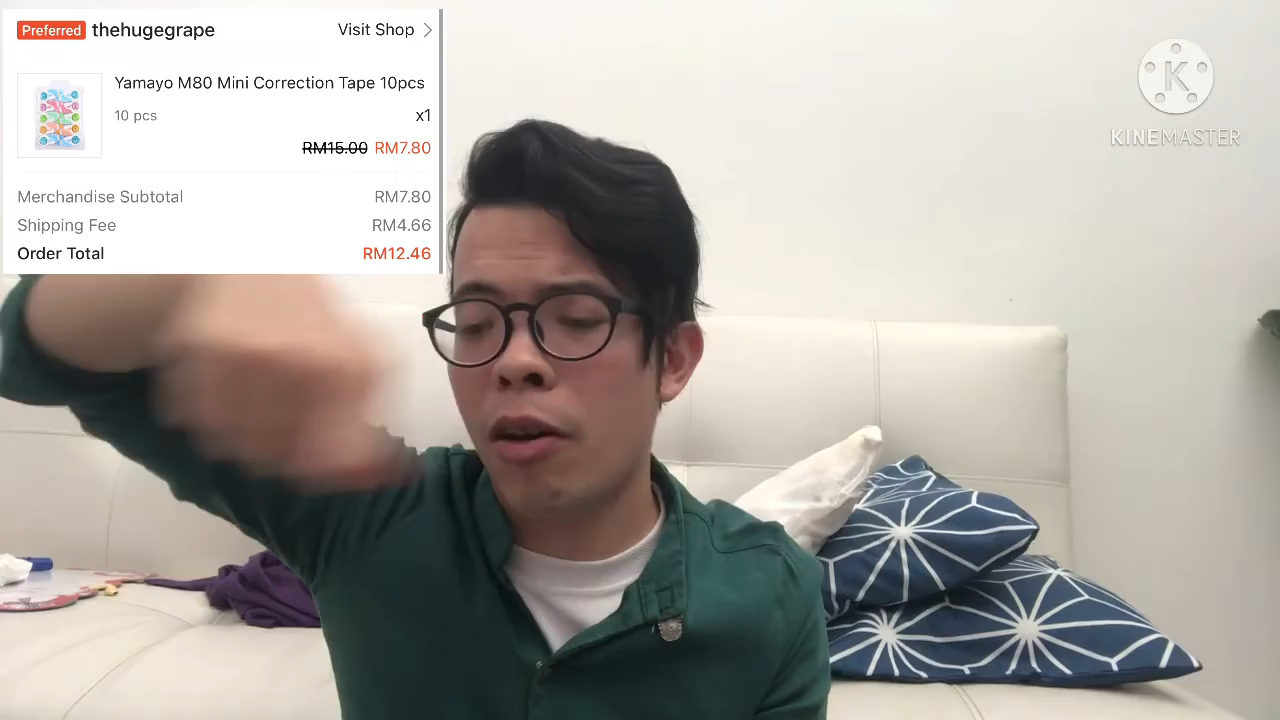 Preferred thehugegrape Visit Shop >
Yamayo M80 Mini Correction Tape 10pcs
10 pcs x1
RM15.00 RM7.80
Merchandise Subtotal RM7.80
Shipping Fee RM4.66
Order Total RM12.46
K
KINEMASTER